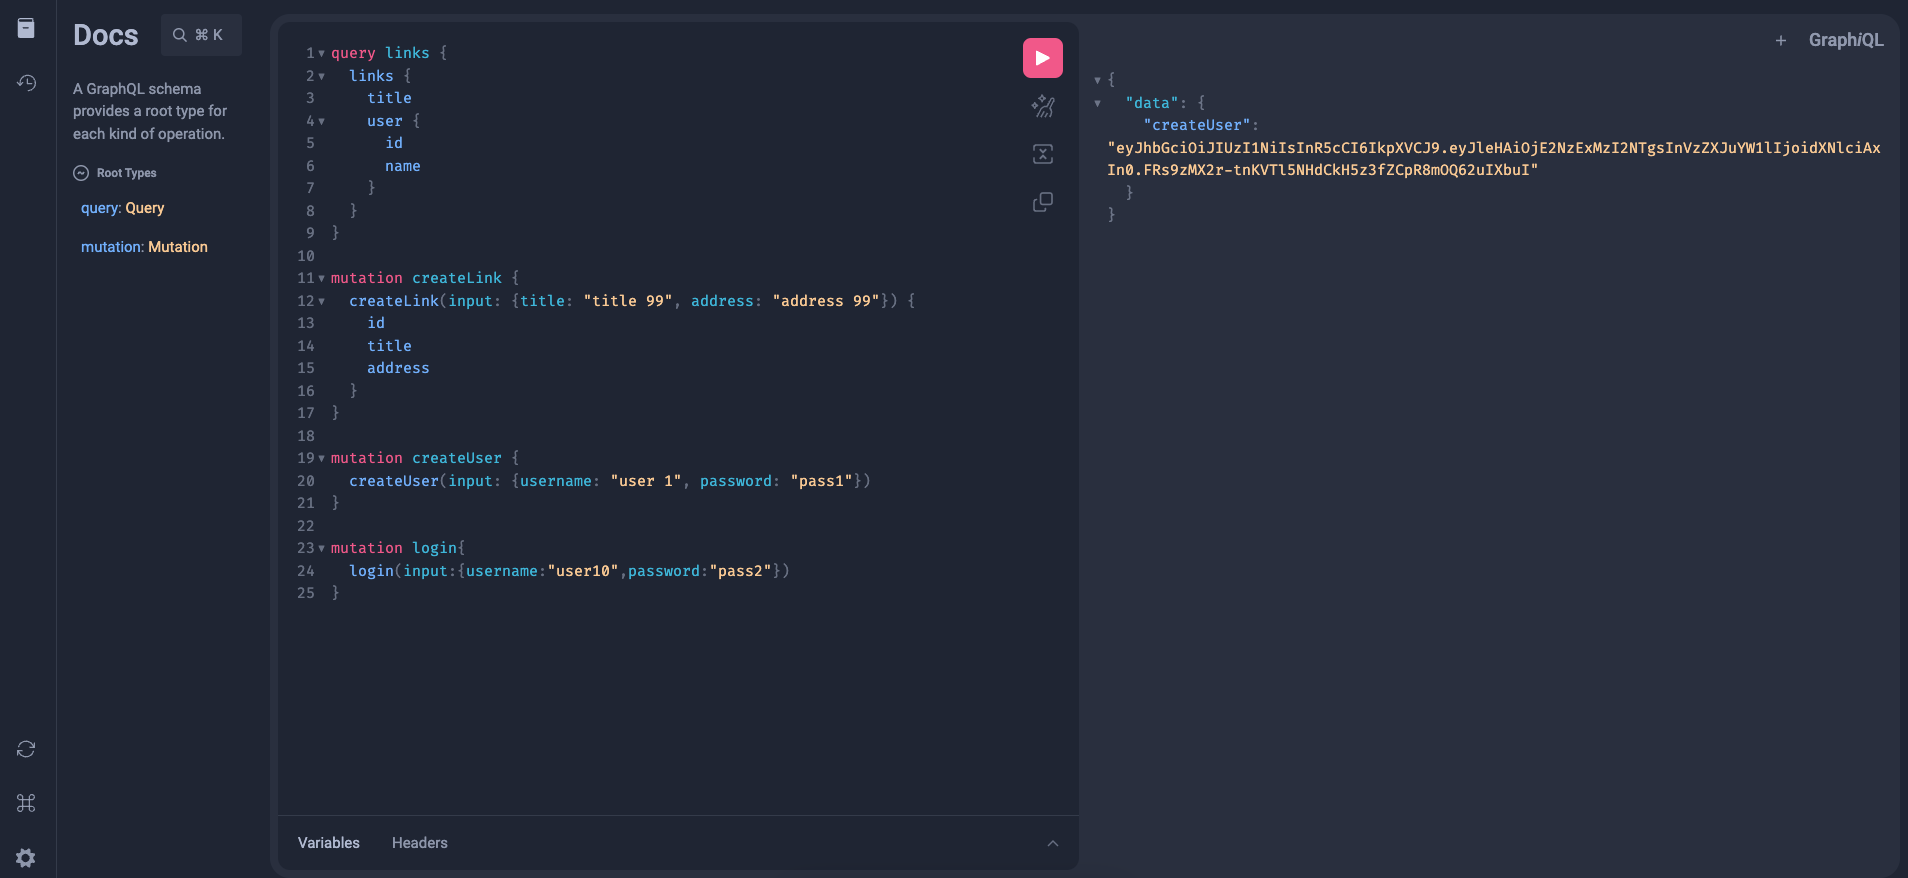 Docs
⌘ K
A GraphQL schema
provides a root type for
each kind of operation.
Root Types
query: Query
mutation: Mutation
1 query links {
2   links {
3     title
4     user {
5       id
6       name
7     }
8   }
9 }
10
11 mutation createLink {
12   createLink(input: {title: "title 99", address: "address 99"}) {
13     id
14     title
15     address
16   }
17 }
18
19 mutation createUser {
20   createUser(input: {username: "user 1", password: "pass1"})
21 }
22
23 mutation login{
24   login(input:{username:"user10",password:"pass2"})
25 }
Variables Headers
+ GraphiQL
{
  "data": {
    "createUser":
"eyJhbGciOiJIUzI1NiIsInR5cCI6IkpXVCJ9.eyJleHAiOjE2NzExMzI2NTgsInVzZXJuYW1lIjoidXNlciAx
In0.FRs9zMX2r-tnKVTl5NHdCkH5z3fZCpR8mOQ62uIXbuI"
  }
}